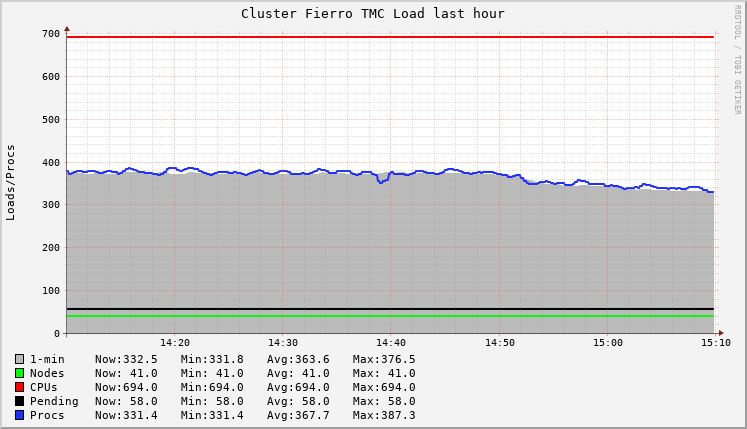 Cluster Fierro TMC Load last hour
RRDTOOL / TOBI OETIKER
Loads/Procs
700
600
500
400
300
200
100
0
14:20 14:30 14:40 14:50 15:00 15:10
1-min Now:332.5 Min:331.8 Avg:363.6 Max:376.5
Nodes Now: 41.0 Min: 41.0 Avg: 41.0 Max: 41.0
CPUs Now:694.0 Min:694.0 Avg:694.0 Max:694.0
Pending Now: 58.0 Min: 58.0 Avg: 58.0 Max: 58.0
Procs Now:331.4 Min:331.4 Avg:367.7 Max:387.3